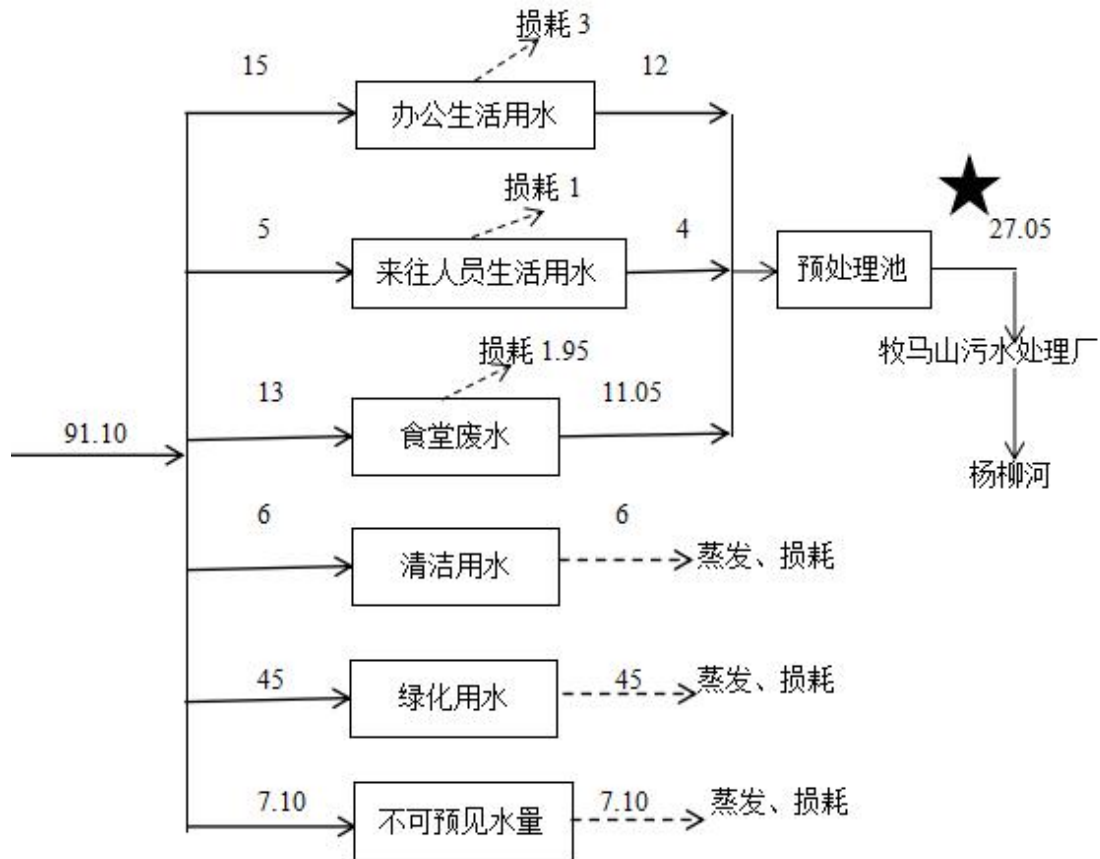 损耗 3
15
12
办公生活用水
损耗 1
5
4
27.05
来往人员生活用水
预处理池
牧马山污水处理厂
损耗 1.95
13
11.05
91.10
食堂废水
杨柳河
6
6
清洁用水
蒸发、损耗
45
45
绿化用水
蒸发、损耗
7.10
7.10
不可预见水量
蒸发、损耗